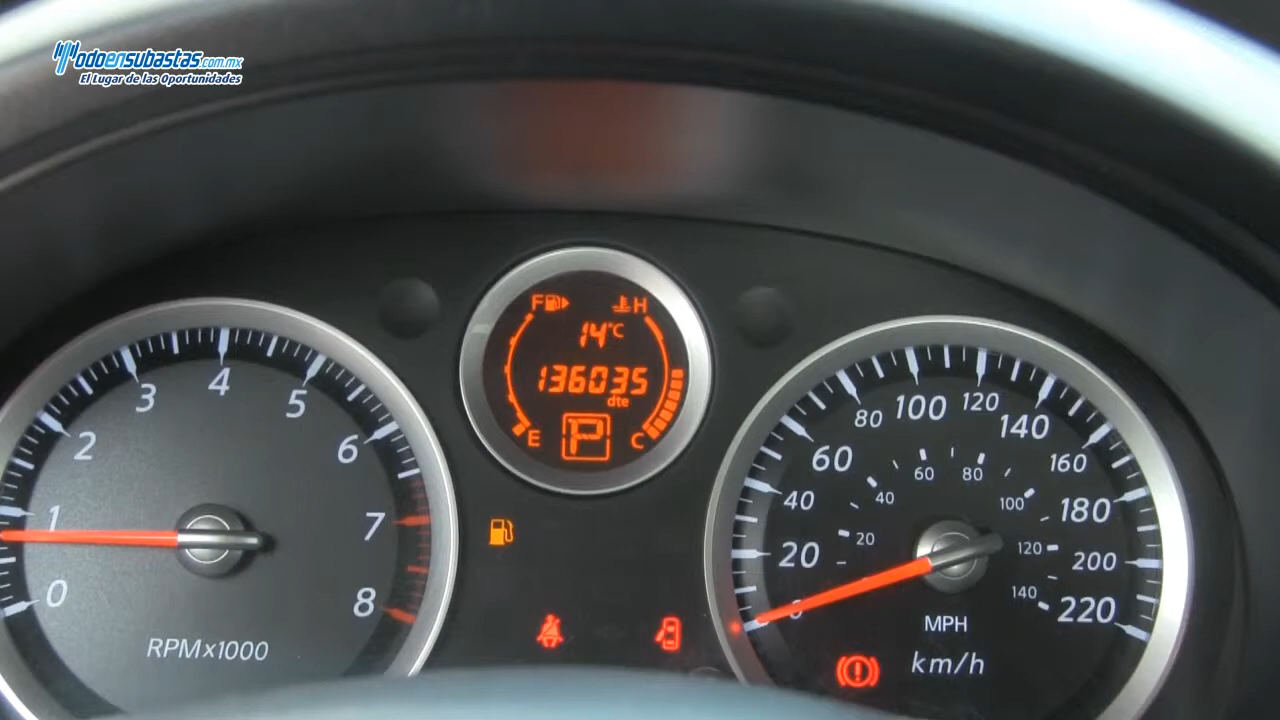 Todoensubastas.com.mx
El Lugar de las Oportunidades
F H
14°C
136035
dte
E P C
0 1 2 3 4 5 6 7 8
RPMx1000
0 20 40 60 80 100 120 140 160 180 200 220
20 40 60 80 100 120 140
MPH
km/h